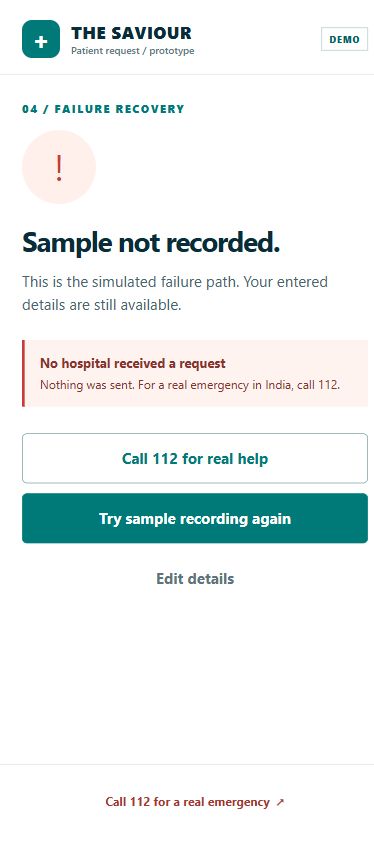 THE SAVIOUR
Patient request / prototype
DEMO
04 / FAILURE RECOVERY
!
Sample not recorded.
This is the simulated failure path. Your entered
details are still available.
No hospital received a request
Nothing was sent. For a real emergency in India, call 112.
Call 112 for real help
Try sample recording again
Edit details
Call 112 for a real emergency ↗